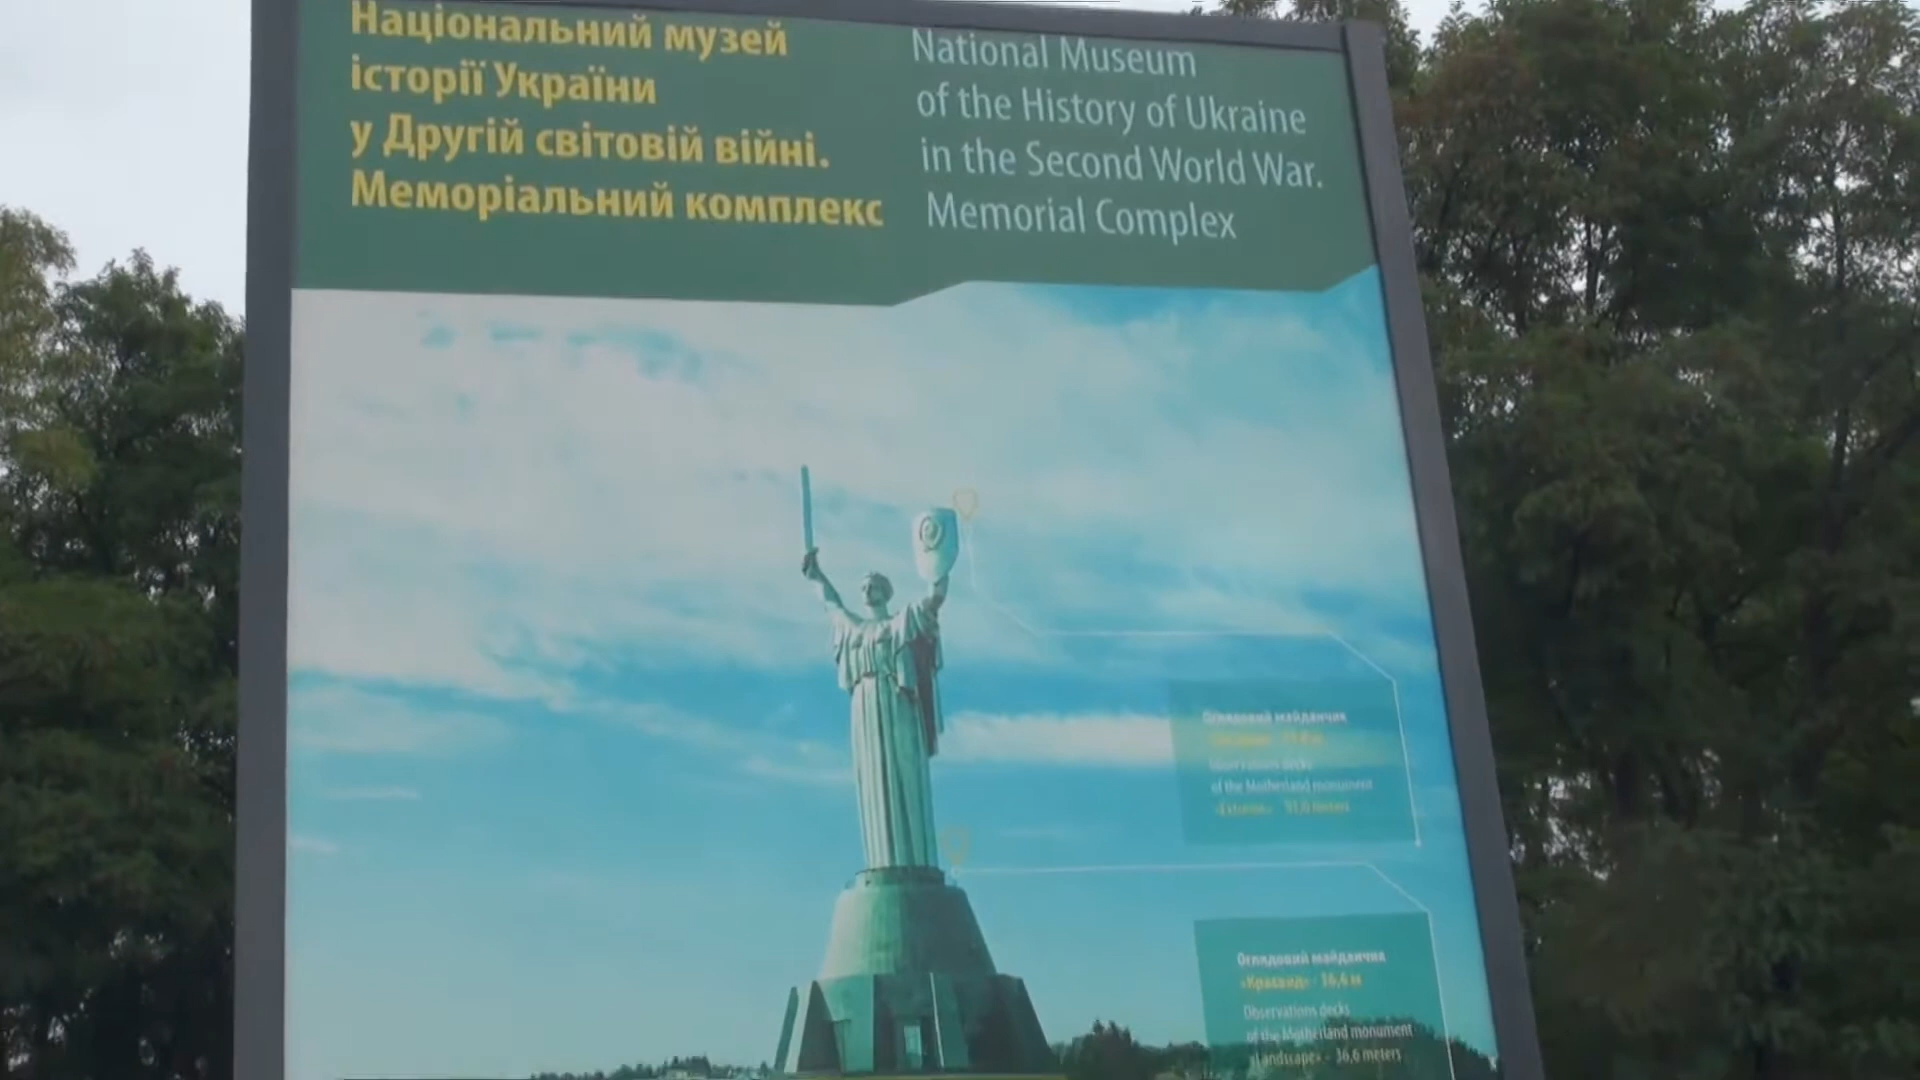 Національний музей
історії України
у Другій світовій війні.
Меморіальний комплекс
National Museum
of the History of Ukraine
in the Second World War.
Memorial Complex
Оглядовий майданчик
Observations decks
of the Motherland monument
Оглядовий майданчик
«Краєвид» - 36,6 м
Observations decks
of the Motherland monument
«Landscape» - 36,6 meters